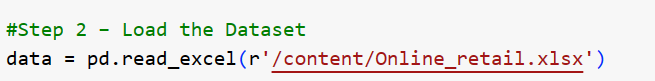 #Step 2 – Load the Dataset
data = pd.read_excel(r'/content/Online_retail.xlsx')